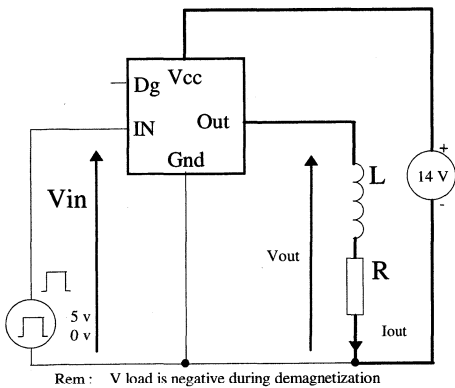 Vcc
Dg
+
IN
Out
14 V
Gnd
-
L
Vin
Vout
R
5 v
0 v
Iout
Rem : V load is negative during demagnetization